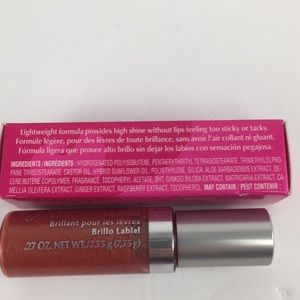 Lightweight formula provides high shine without lips feeling too sticky or tacky.
Formule légère, pour des lèvres de toute brillance, sans avoir l'air collant ni gluant.
Fórmula ligera que provee alto brillo sin dejar los labios con sensación pegajosa.
INGREDIENTS/INGRÉDIENTS: HYDROGENATED POLYISOBUTENE, PENTAERYTHRITYL TETRAISOSTEARATE, TRIMETHYLOLPRO-
PANE TRIISOSTEARATE, CASTOR OIL, HYBRID SUNFLOWER OIL, POLYETHYLENE, SILICA, ALOE BARBADENSIS EXTRACT,
CENE/BUTENE COPOLYMER, FRAGRANCE, TOCOPHERYL ACETATE, BHT, GINKGO BILOBA EXTRACT, MATRICARIA EXTRACT, CA-
MELLIA OLEIFERA EXTRACT, GINGER EXTRACT, RASPBERRY EXTRACT, TOCOPHEROL. MAY CONTAIN / PEUT CONTENIR :
Brillant pour les lèvres
Brillo Labial
.27 OZ. NET WT./7.75 g (7,75 g)